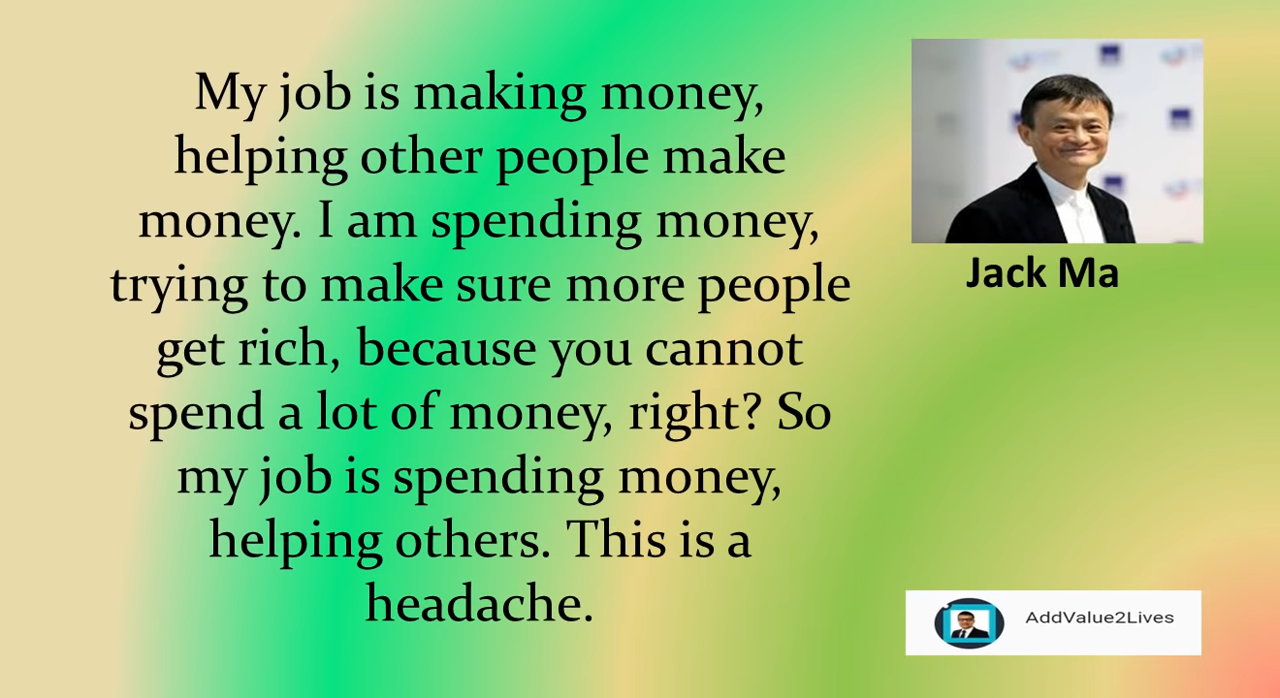 My job is making money,
helping other people make
money. I am spending money,
trying to make sure more people
get rich, because you cannot
spend a lot of money, right? So
my job is spending money,
helping others. This is a
headache.
Jack Ma
AddValue2Lives